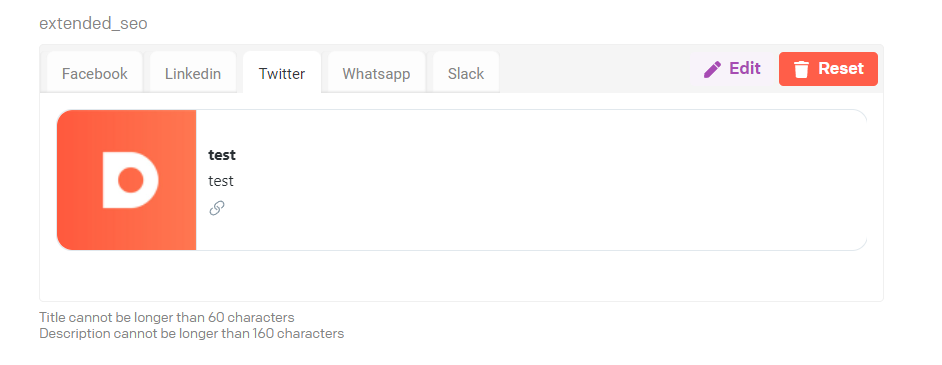 extended_seo
Facebook Linkedin Twitter Whatsapp Slack Edit Reset
test
test
Title cannot be longer than 60 characters
Description cannot be longer than 160 characters